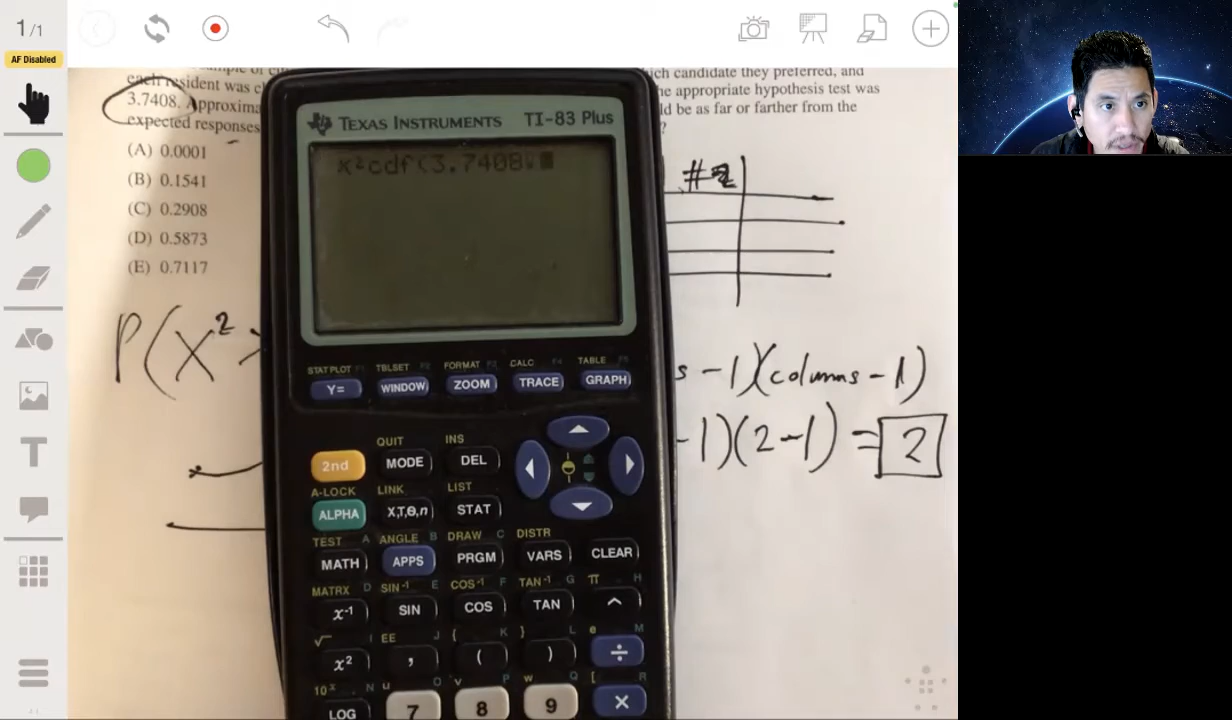 1/1
AF Disabled
each resident was
ich candidate they preferred, and
3.7408. Approxima
he appropriate hypothesis test was
expected responses
ld be as far or farther from the
?
(A) 0.0001
(B) 0.1541
(C) 0.2908
(D) 0.5873
(E) 0.7117
TEXAS INSTRUMENTS TI-83 Plus
X²cdf(3.7408,
P(X²
s - 1)(columns - 1)
- 1)(2 - 1) = 2
STAT PLOT F1 TBLSET F2 FORMAT F3 CALC F4 TABLE F5
Y= WINDOW ZOOM TRACE GRAPH
QUIT INS
2nd MODE DEL
A-LOCK LINK LIST
ALPHA X,T,Θ,n STAT
TEST A ANGLE B DRAW C DISTR
MATH APPS PRGM VARS CLEAR
MATRX D SIN⁻¹ E COS⁻¹ F TAN⁻¹ G π H
x⁻¹ SIN COS TAN ^
√ I EE J { K } L e M
x² , ( ) ÷
10ˣ N u O v P w Q [ R
LOG 7 8 9 ×
T